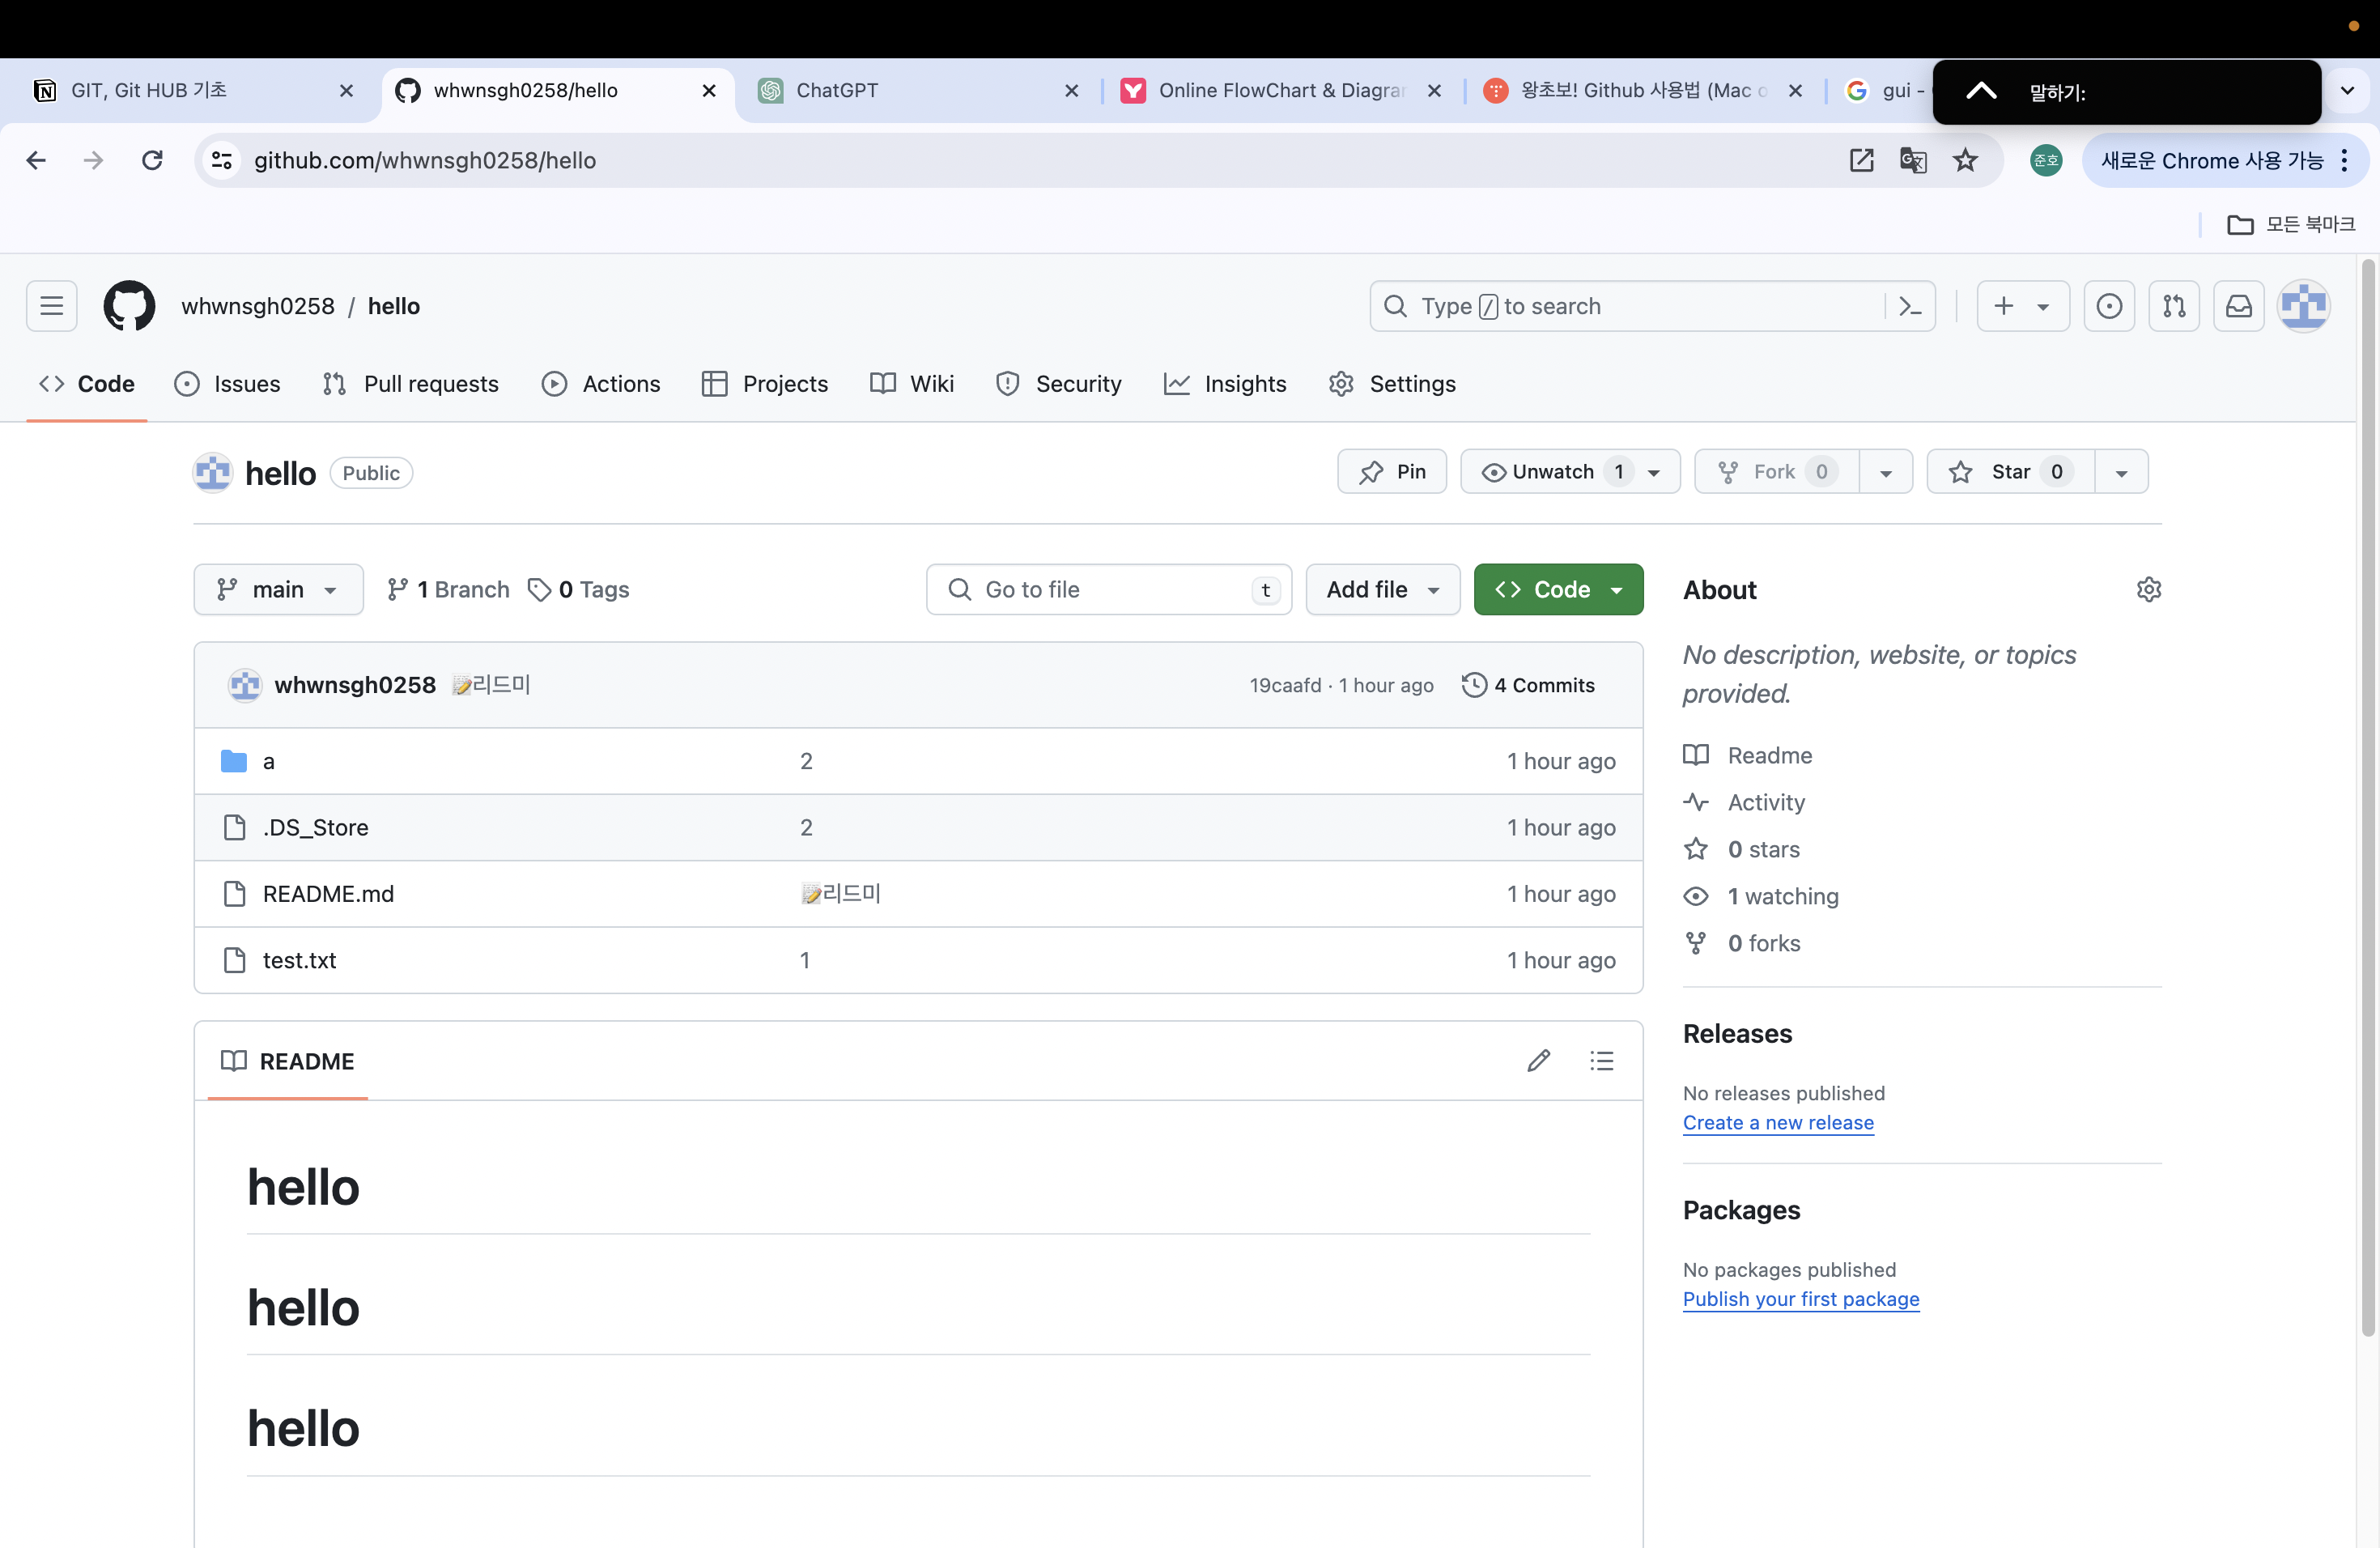 GIT, Git HUB 기초
whwnsgh0258/hello
ChatGPT
Online FlowChart & Diagra
왕초보! Github 사용법 (Mac o
gui -
말하기:
github.com/whwnsgh0258/hello
준호
새로운 Chrome 사용 가능
모든 북마크
whwnsgh0258 / hello
Type / to search
Code
Issues
Pull requests
Actions
Projects
Wiki
Security
Insights
Settings
hello Public
Pin
Unwatch 1
Fork 0
Star 0
main
1 Branch
0 Tags
Go to file t
Add file
Code
whwnsgh0258 📝리드미 19caafd · 1 hour ago 4 Commits
a 2 1 hour ago
.DS_Store 2 1 hour ago
README.md 📝리드미 1 hour ago
test.txt 1 1 hour ago
README
hello
hello
hello
About
No description, website, or topics
provided.
Readme
Activity
0 stars
1 watching
0 forks
Releases
No releases published
Create a new release
Packages
No packages published
Publish your first package